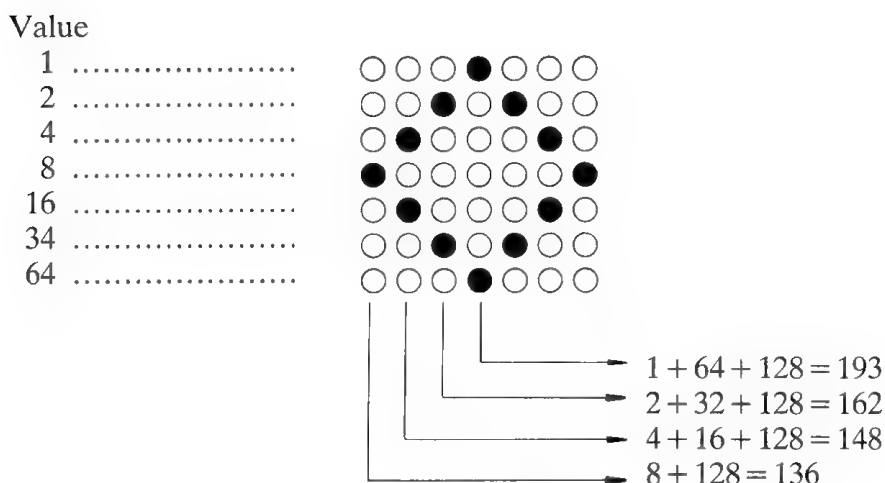 Value
1 ........................
2 ........................
4 ........................
8 ........................
16 ........................
34 ........................
64 ........................
1 + 64 + 128 = 193
2 + 32 + 128 = 162
4 + 16 + 128 = 148
8 + 128 = 136